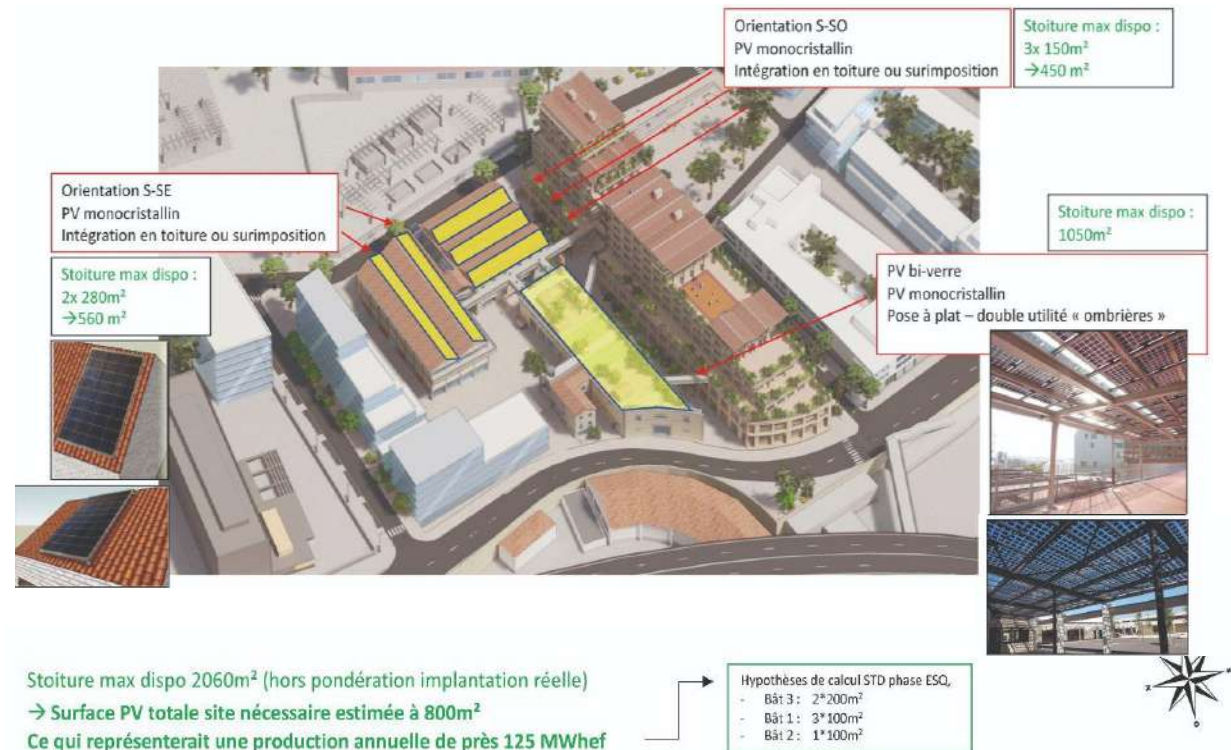 Orientation S-SO
PV monocristallin
Intégration en toiture ou surimposition
Stoiture max dispo :
3x 150m²
→450 m²
Orientation S-SE
PV monocristallin
Intégration en toiture ou surimposition
Stoiture max dispo :
2x 280m²
→560 m²
Stoiture max dispo :
1050m²
PV bi-verre
PV monocristallin
Pose à plat – double utilité « ombrières »
Stoiture max dispo 2060m² (hors pondération implantation réelle)
→ Surface PV totale site nécessaire estimée à 800m²
Ce qui représenterait une production annuelle de près 125 MWhef
Hypothèses de calcul STD phase ESQ,
- Bât 3 : 2*200m²
- Bât 1 : 3*100m²
- Bât 2 : 1*100m²